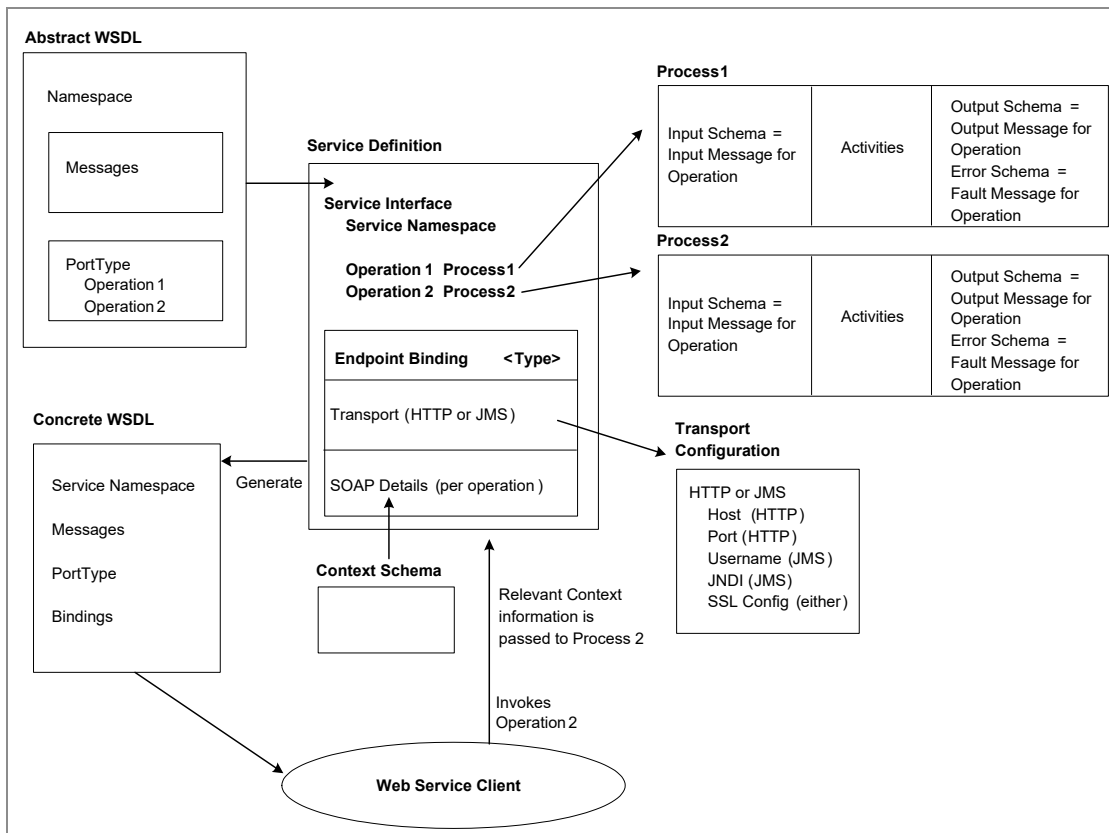 Abstract WSDL
Namespace
Messages
PortType
Operation 1
Operation 2
Service Definition
Service Interface
Service Namespace
Operation 1 Process1
Operation 2 Process2
Endpoint Binding <Type>
Transport (HTTP or JMS)
SOAP Details (per operation)
Process1
Input Schema =
Input Message for
Operation
Activities
Output Schema =
Output Message for
Operation
Error Schema =
Fault Message for
Operation
Process2
Input Schema =
Input Message for
Operation
Activities
Output Schema =
Output Message for
Operation
Error Schema =
Fault Message for
Operation
Concrete WSDL
Service Namespace
Messages
PortType
Bindings
Generate
Context Schema
Relevant Context
information is
passed to Process 2
Invokes
Operation 2
Transport
Configuration
HTTP or JMS
Host (HTTP)
Port (HTTP)
Username (JMS)
JNDI (JMS)
SSL Config (either)
Web Service Client